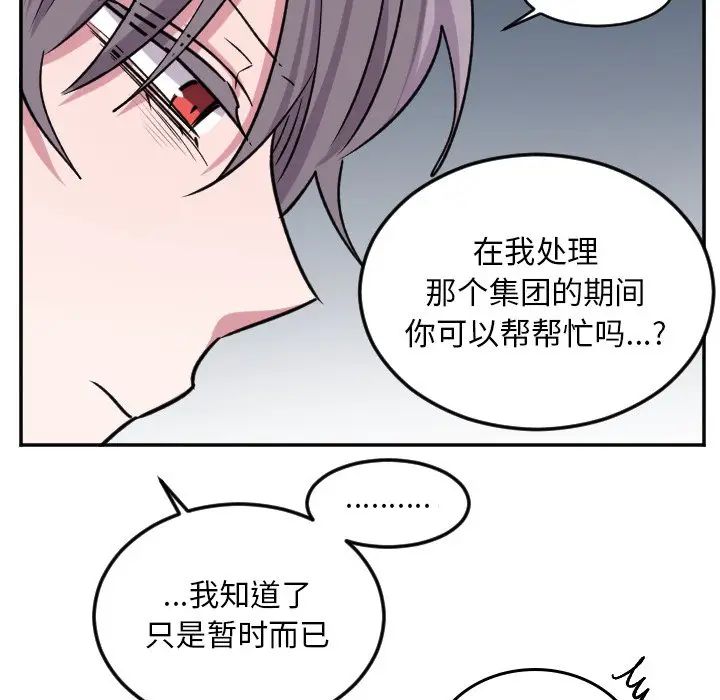 在我处理
那个集团的期间
你可以帮帮忙吗...?
..........
...我知道了
只是暂时而已